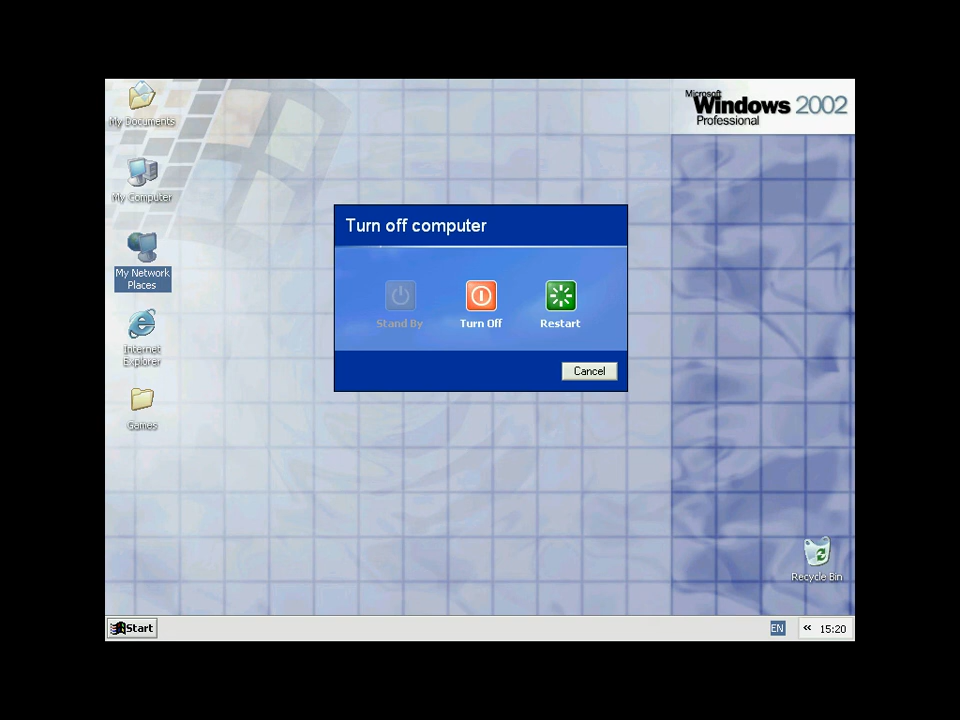 My Documents
My Computer
My Network
Places
Internet
Explorer
Games
Microsoft
Windows 2002
Professional
Turn off computer
Stand By
Turn Off
Restart
Cancel
Recycle Bin
Start
EN
« 15:20